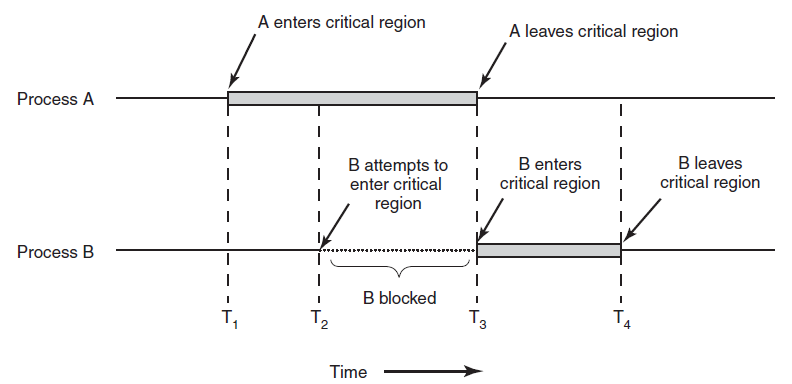 A enters critical region
A leaves critical region
Process A
B attempts to
enter critical
region
B enters
critical region
B leaves
critical region
Process B
B blocked
T1
T2
T3
T4
Time